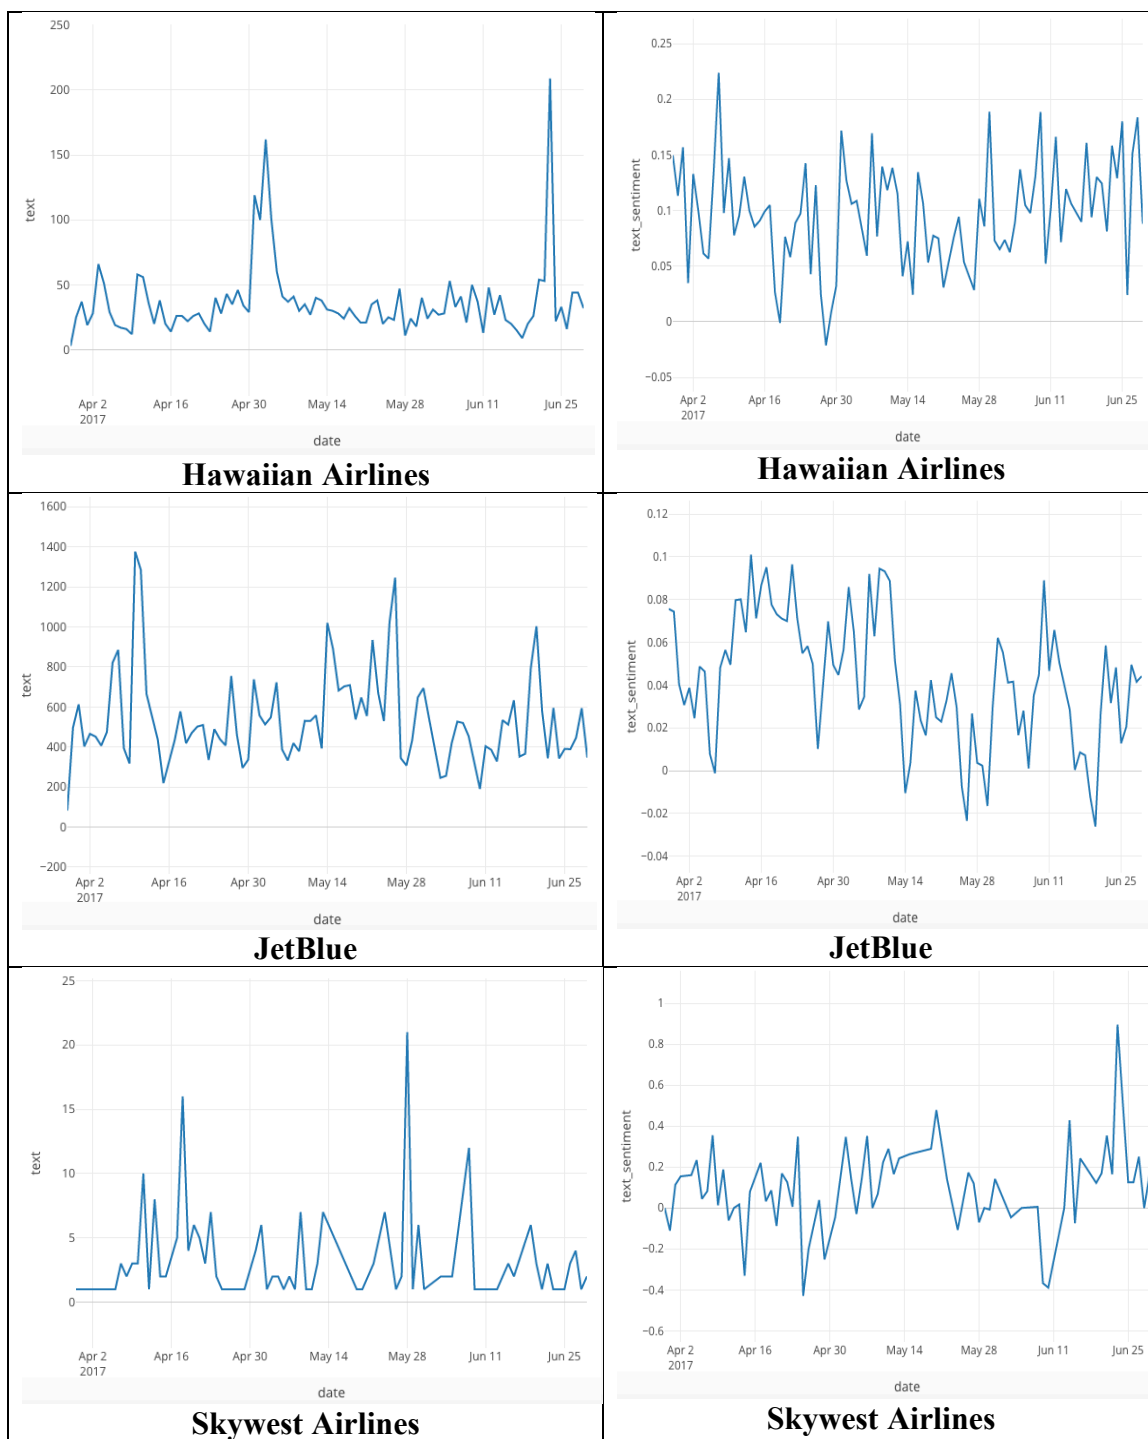 250
200
150
100
50
0
text
Apr 2
2017
Apr 16
Apr 30
May 14
May 28
Jun 11
Jun 25
date
Hawaiian Airlines
0.25
0.2
0.15
0.1
0.05
0
−0.05
text_sentiment
Apr 2
2017
Apr 16
Apr 30
May 14
May 28
Jun 11
Jun 25
date
Hawaiian Airlines
1600
1400
1200
1000
800
600
400
200
0
−200
text
Apr 2
2017
Apr 16
Apr 30
May 14
May 28
Jun 11
Jun 25
date
JetBlue
0.12
0.1
0.08
0.06
0.04
0.02
0
−0.02
−0.04
text_sentiment
Apr 2
2017
Apr 16
Apr 30
May 14
May 28
Jun 11
Jun 25
date
JetBlue
25
20
15
10
5
0
text
Apr 2
2017
Apr 16
Apr 30
May 14
May 28
Jun 11
Jun 25
date
Skywest Airlines
1
0.8
0.6
0.4
0.2
0
−0.2
−0.4
−0.6
text_sentiment
Apr 2
2017
Apr 16
Apr 30
May 14
May 28
Jun 11
Jun 25
date
Skywest Airlines